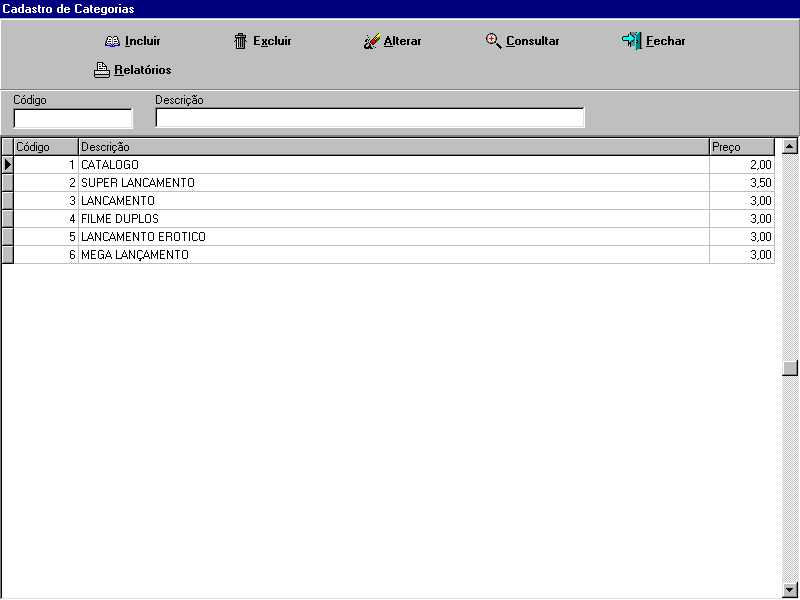 Cadastro de Categorias
Incluir Excluir Alterar Consultar Fechar
Relatórios
Código Descrição
Código Descrição Preço
1 CATALOGO 2,00
2 SUPER LANCAMENTO 3,50
3 LANCAMENTO 3,00
4 FILME DUPLOS 3,00
5 LANCAMENTO EROTICO 3,00
6 MEGA LANÇAMENTO 3,00